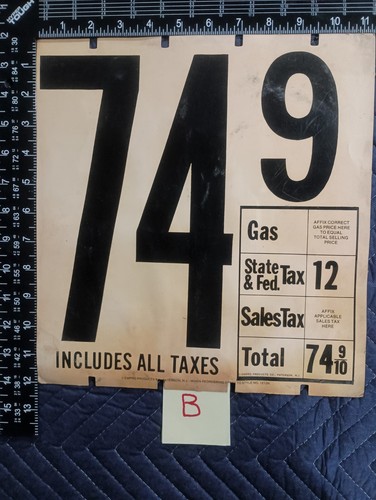 74 9
Gas
AFFIX CORRECT
GAS PRICE HERE
TO EQUAL
TOTAL SELLING
PRICE
State
& Fed. Tax 12
Sales Tax
AFFIX
APPLICABLE
SALES TAX
HERE
Total 74 9/10
INCLUDES ALL TAXES
B